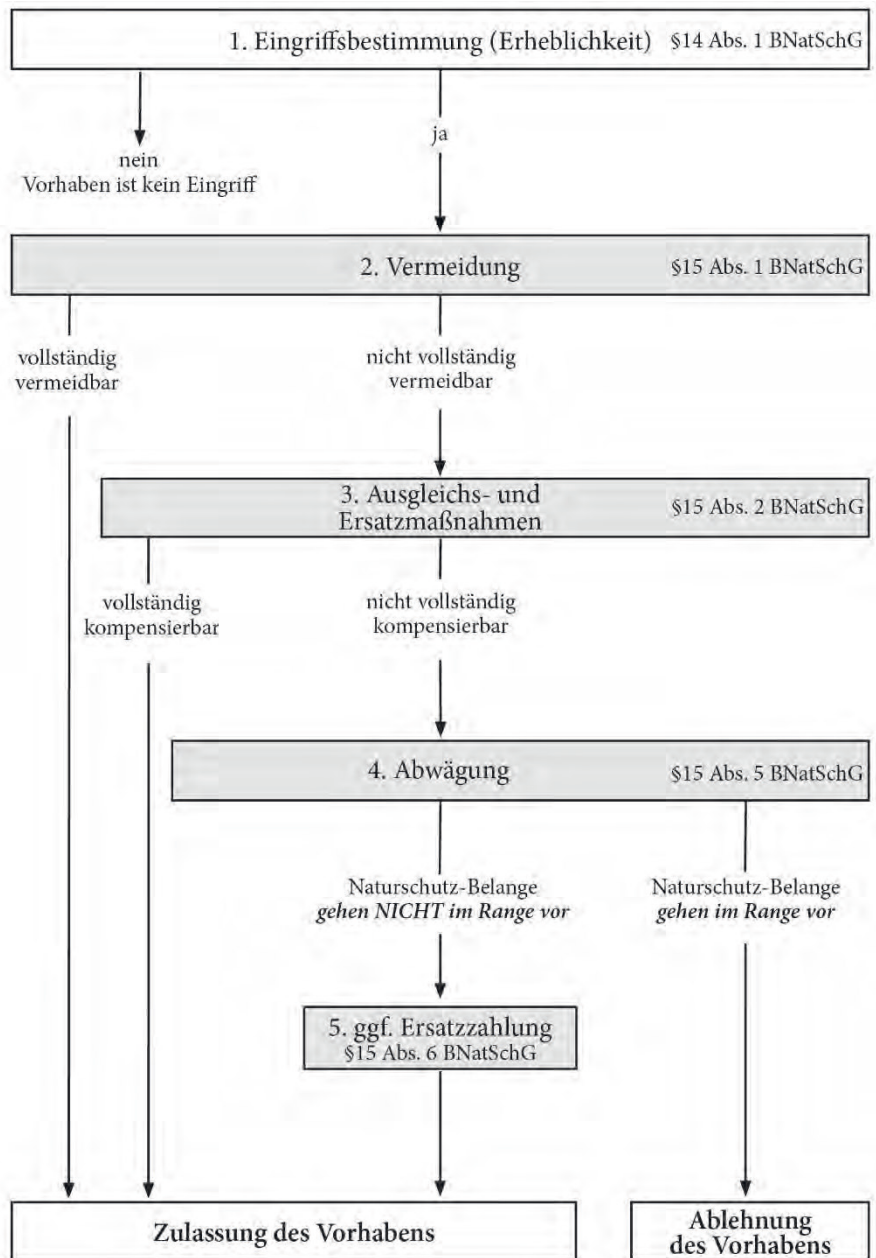 1. Eingriffsbestimmung (Erheblichkeit) §14 Abs. 1 BNatSchG
ja
nein
Vorhaben ist kein Eingriff
2. Vermeidung §15 Abs. 1 BNatSchG
vollständig
vermeidbar
nicht vollständig
vermeidbar
3. Ausgleichs- und
Ersatzmaßnahmen
§15 Abs. 2 BNatSchG
vollständig
kompensierbar
nicht vollständig
kompensierbar
4. Abwägung §15 Abs. 5 BNatSchG
Naturschutz-Belange
gehen NICHT im Range vor
Naturschutz-Belange
gehen im Range vor
5. ggf. Ersatzzahlung
§15 Abs. 6 BNatSchG
Zulassung des Vorhabens
Ablehnung
des Vorhabens